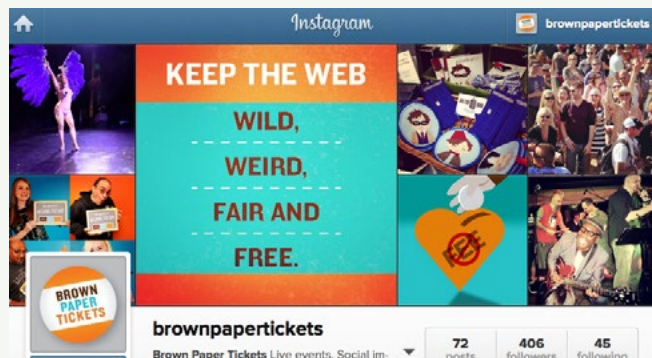 Instagram
brownpapertickets
KEEP THE WEB
WILD,
WEIRD,
FAIR AND
FREE.
FEE
BROWN
PAPER
TICKETS
brownpapertickets
Brown Paper Tickets Live events. Social im-
72
406
45
posts
followers
following